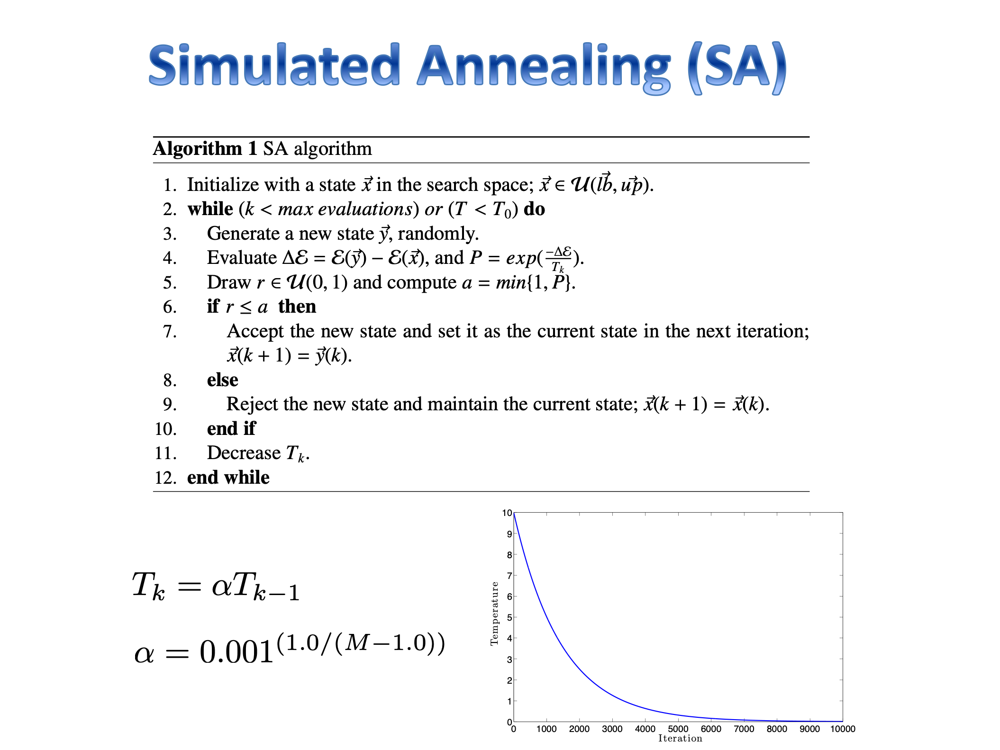 Simulated Annealing (SA)
Algorithm 1 SA algorithm
1. Initialize with a state x⃗ in the search space; x⃗ ∈ 𝒰(lb⃗, up⃗).
2. while (k < max evaluations) or (T < T₀) do
3. Generate a new state y⃗, randomly.
4. Evaluate Δℰ = ℰ(y⃗) − ℰ(x⃗), and P = exp(−Δℰ/Tₖ).
5. Draw r ∈ 𝒰(0, 1) and compute a = min{1, P}.
6. if r ≤ a then
7. Accept the new state and set it as the current state in the next iteration;
x⃗(k + 1) = y⃗(k).
8. else
9. Reject the new state and maintain the current state; x⃗(k + 1) = x⃗(k).
10. end if
11. Decrease Tₖ.
12. end while
Tₖ = αTₖ₋₁
α = 0.001^(1.0/(M−1.0))
Temperature
10
9
8
7
6
5
4
3
2
1
0
0 1000 2000 3000 4000 5000 6000 7000 8000 9000 10000
Iteration